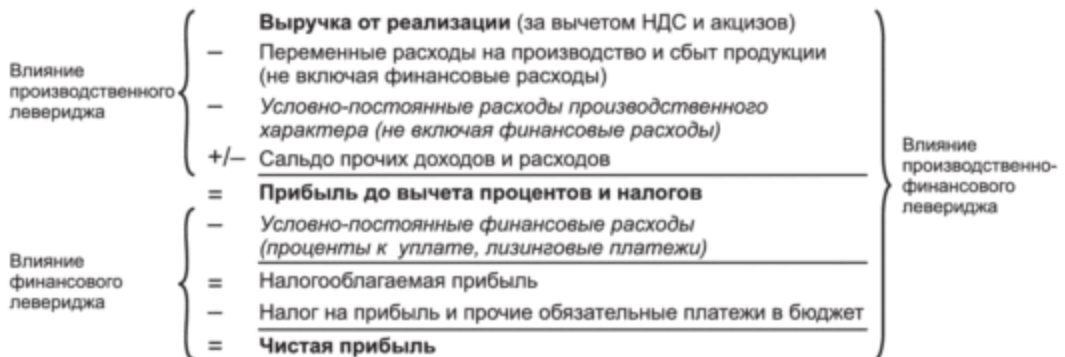 Выручка от реализации (за вычетом НДС и акцизов)
– Переменные расходы на производство и сбыт продукции
(не включая финансовые расходы)
Влияние
производственного
левериджа
– Условно-постоянные расходы производственного
характера (не включая финансовые расходы)
+/– Сальдо прочих доходов и расходов
= Прибыль до вычета процентов и налогов
Влияние
производственно-
финансового
левериджа
– Условно-постоянные финансовые расходы
(проценты к уплате, лизинговые платежи)
Влияние
финансового
левериджа
= Налогооблагаемая прибыль
– Налог на прибыль и прочие обязательные платежи в бюджет
= Чистая прибыль